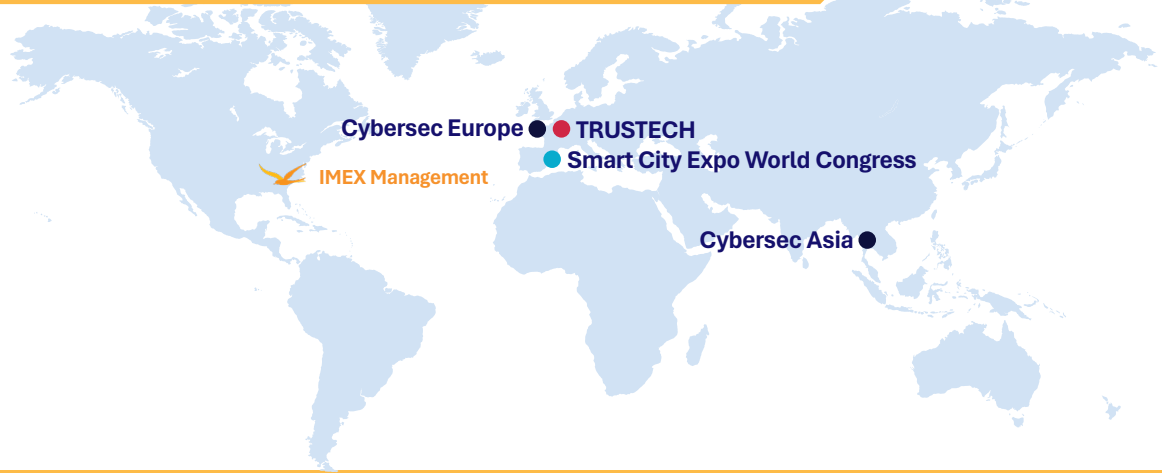 Cybersec Europe
TRUSTECH
Smart City Expo World Congress
IMEX Management
Cybersec Asia